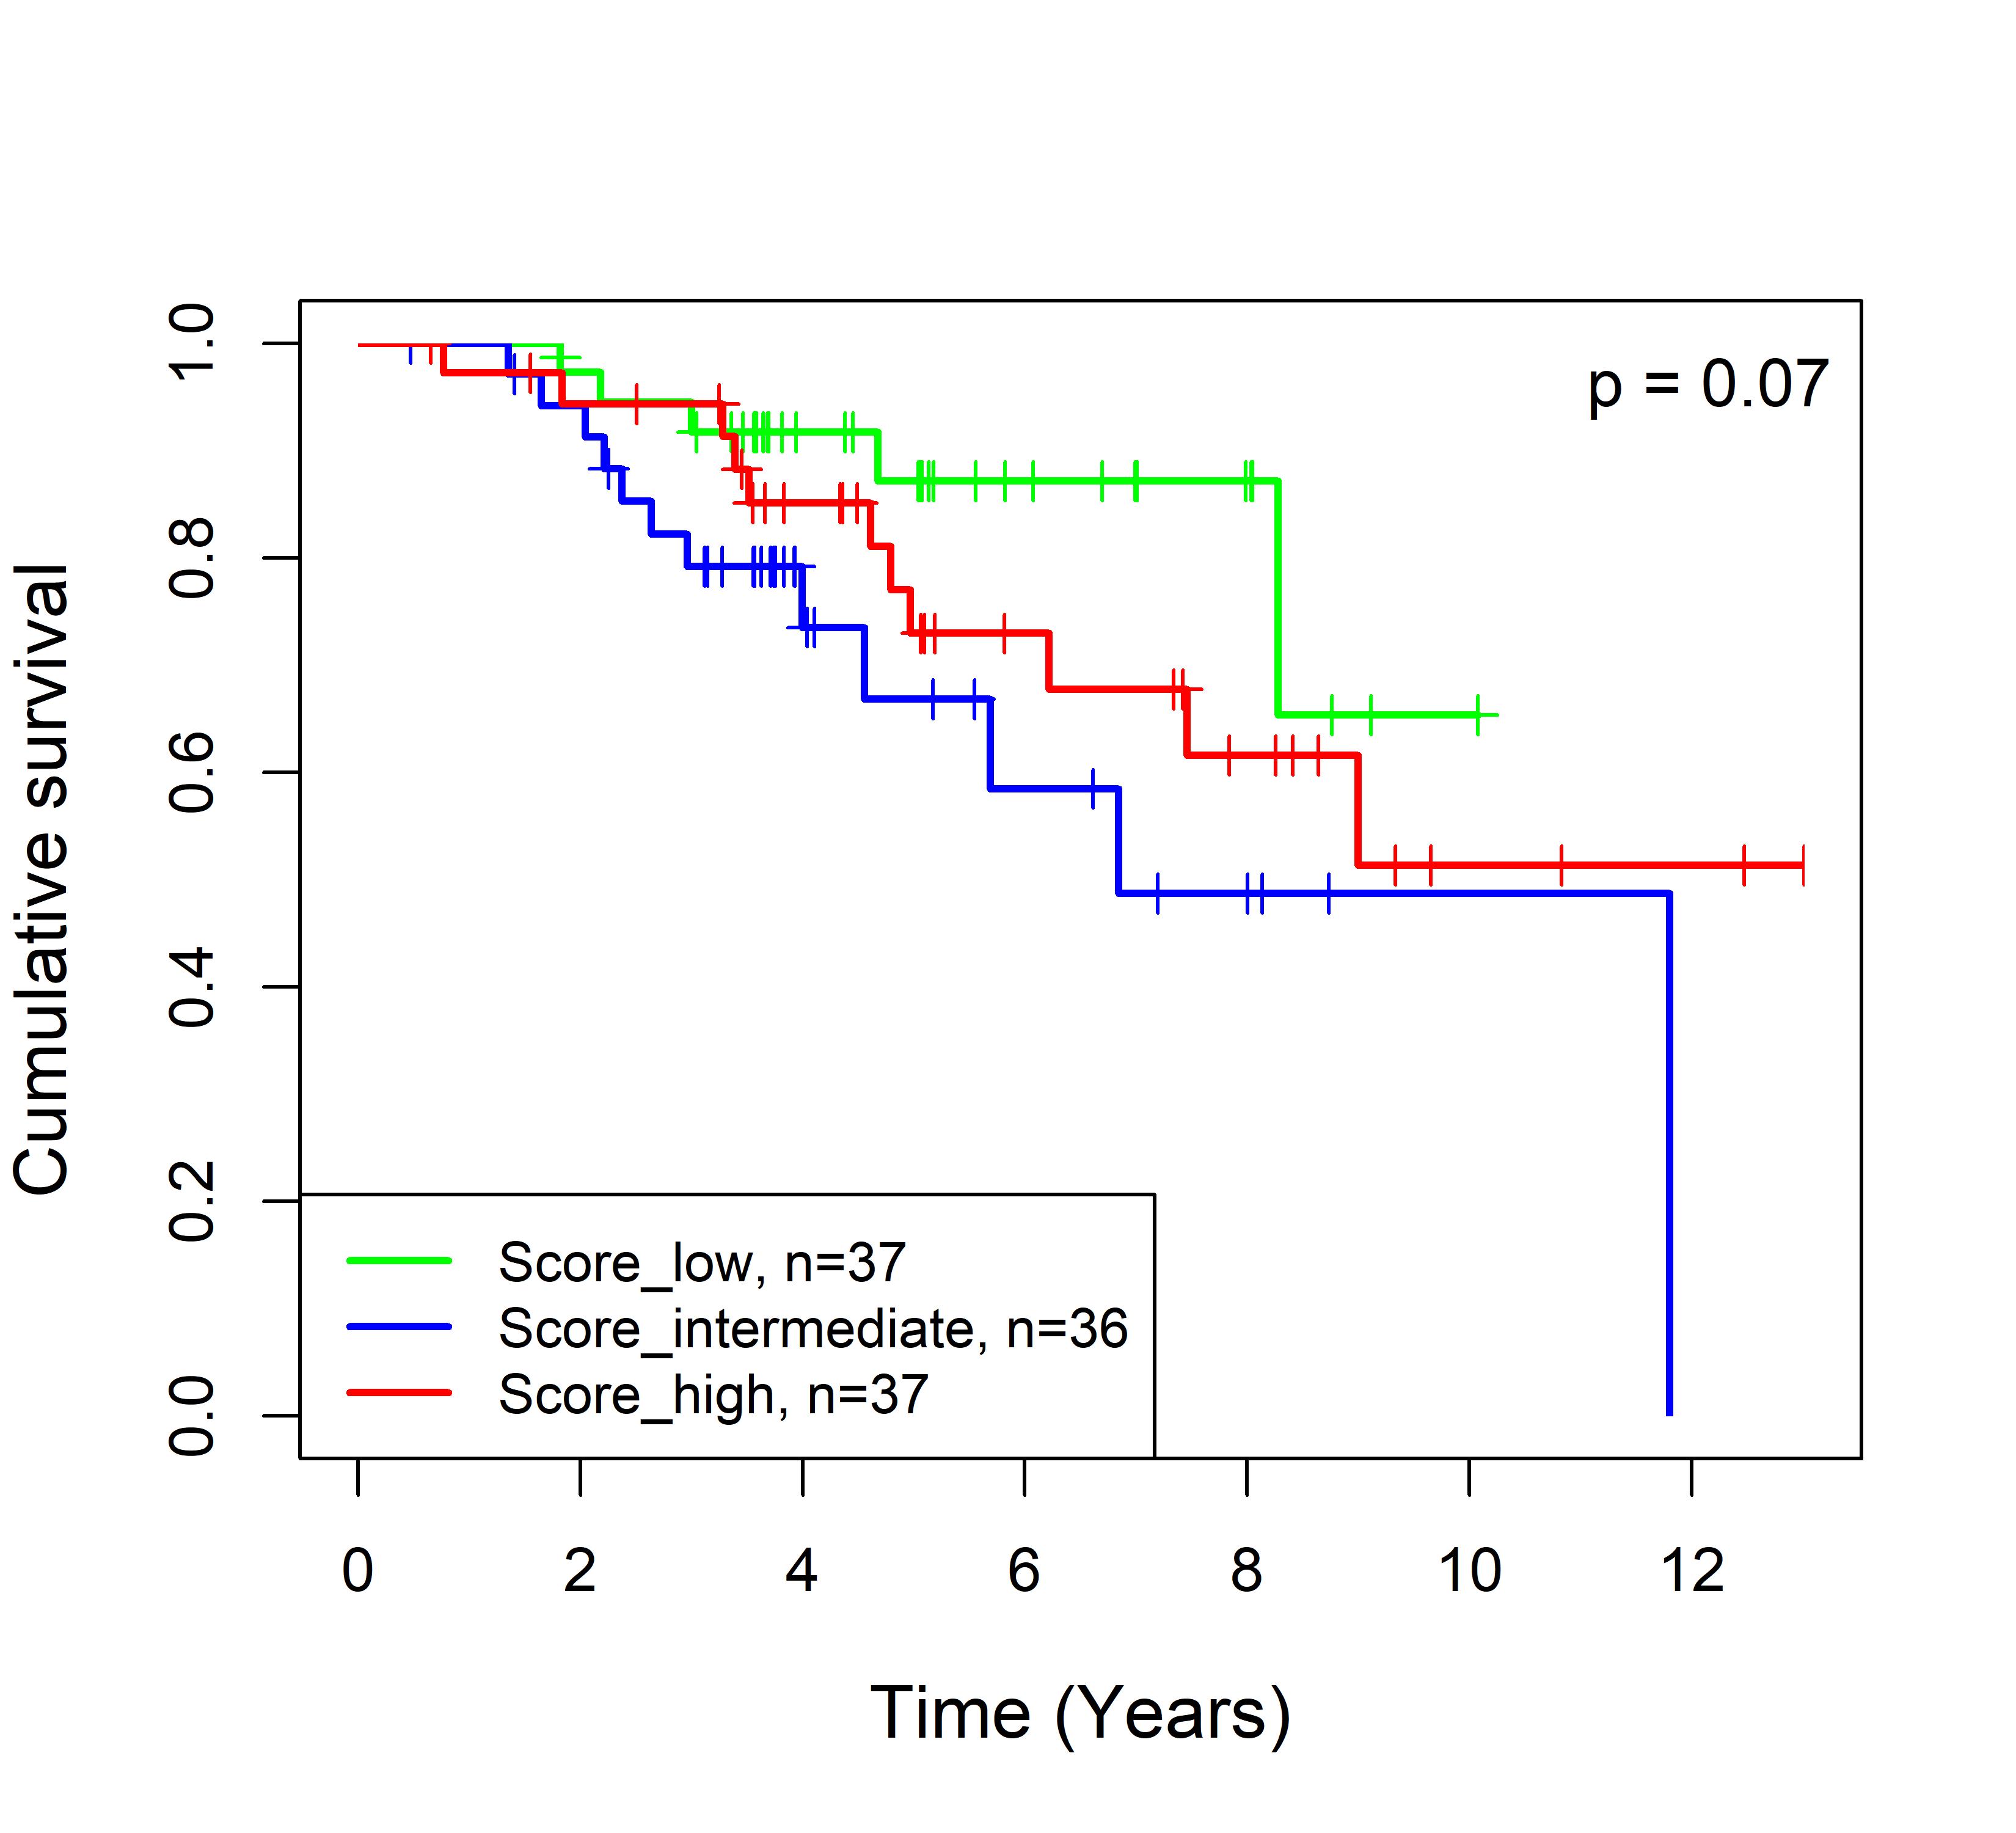 p = 0.07
Cumulative survival
1.0
0.8
0.6
0.4
0.2
0.0
Score_low, n=37
Score_intermediate, n=36
Score_high, n=37
0 2 4 6 8 10 12
Time (Years)